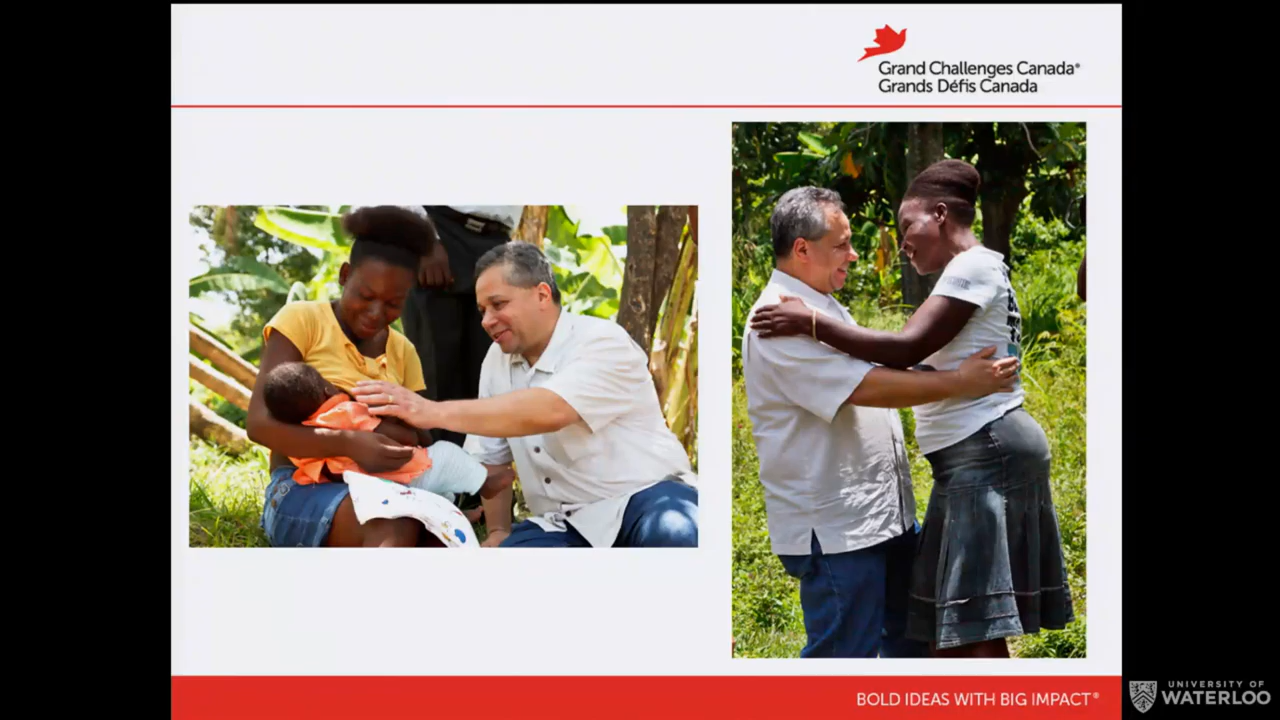 Grand Challenges Canada®
Grands Défis Canada
BOLD IDEAS WITH BIG IMPACT®
UNIVERSITY OF
WATERLOO